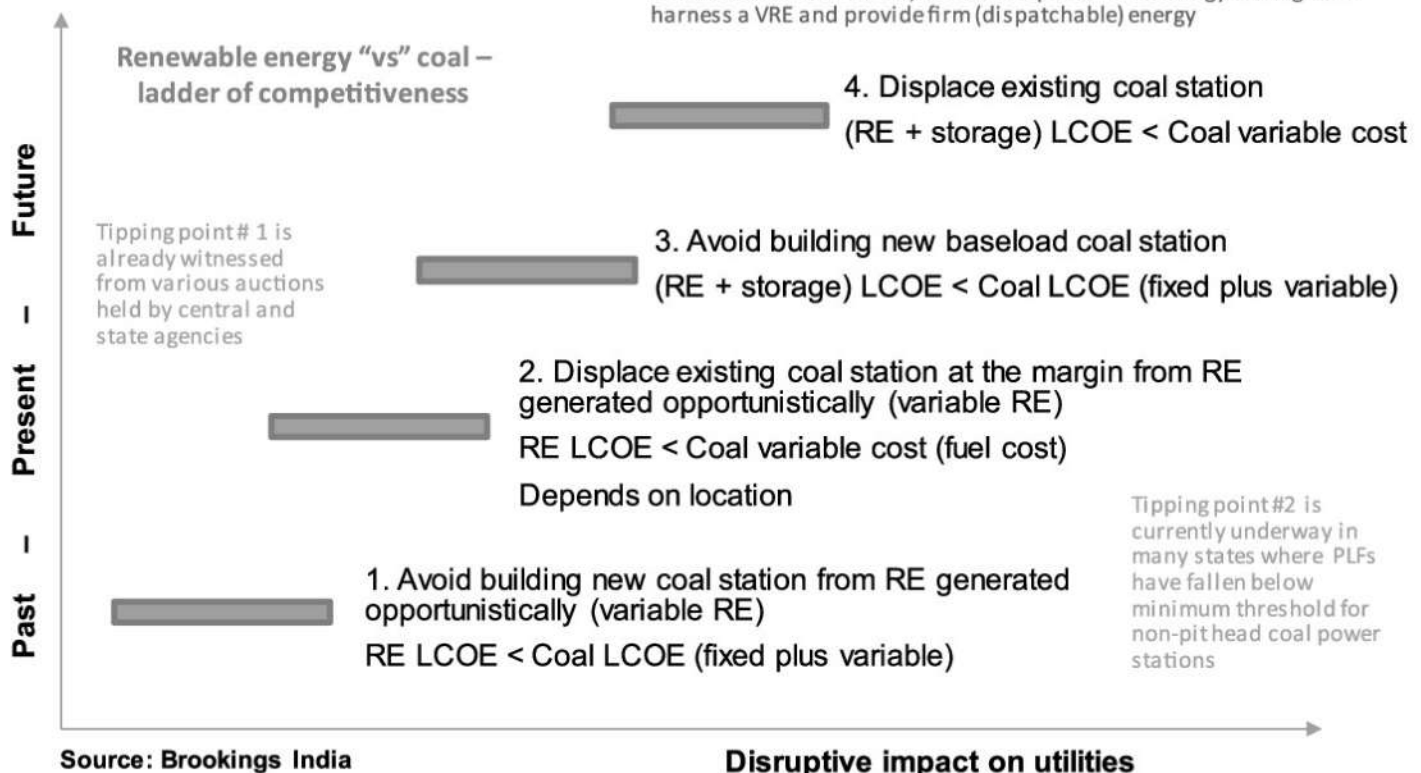 harness a VRE and provide firm (dispatchable) energy
Renewable energy “vs” coal –
ladder of competitiveness
4. Displace existing coal station
(RE + storage) LCOE < Coal variable cost
Future
Tipping point # 1 is
already witnessed
from various auctions
held by central and
state agencies
3. Avoid building new baseload coal station
(RE + storage) LCOE < Coal LCOE (fixed plus variable)
–
Present
2. Displace existing coal station at the margin from RE
generated opportunistically (variable RE)
RE LCOE < Coal variable cost (fuel cost)
Depends on location
Tipping point #2 is
currently underway in
many states where PLFs
have fallen below
minimum threshold for
non-pit head coal power
stations
–
Past
1. Avoid building new coal station from RE generated
opportunistically (variable RE)
RE LCOE < Coal LCOE (fixed plus variable)
Source: Brookings India
Disruptive impact on utilities